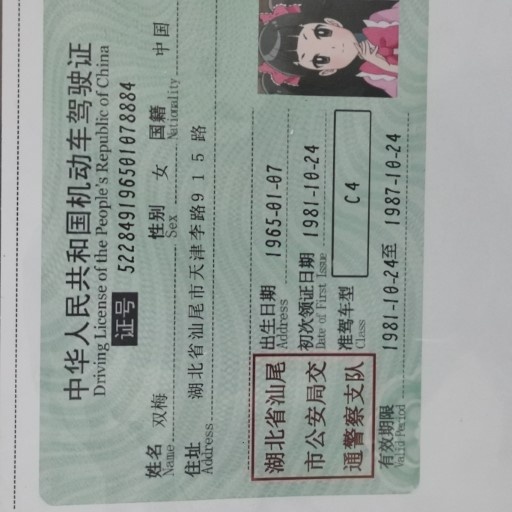 中华人民共和国机动车驾驶证
Driving License of the People's Republic of China
证号 522849196501078884
姓名 双梅 性别 女 国籍 中国
Name Sex Nationality
住址 湖北省汕尾市天津李路915路
Address
湖北省汕尾
市公安局交
通警察支队
出生日期 1965-01-07
Address
初次领证日期 1981-10-24
Date of First Issue
准驾车型 C4
Class
有效期限 1981-10-24至 1987-10-24
Valid Period